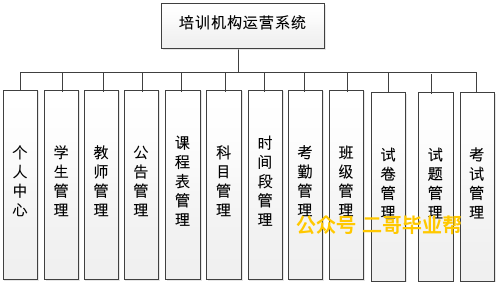 培训机构运营系统
个人中心
学生管理
教师管理
公告管理
课程表管理
科目管理
时间段管理
考勤管理
班级管理
试卷管理
试题管理
考试管理
公众号 二哥毕业帮